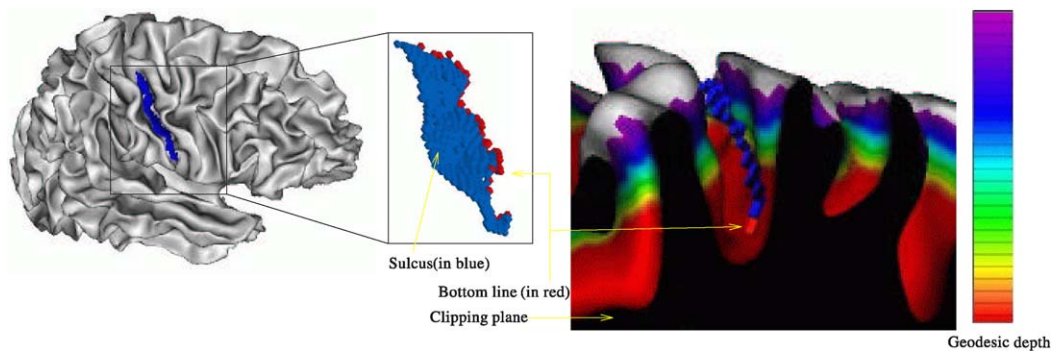 Sulcus(in blue)
Bottom line (in red)
Clipping plane
Geodesic depth